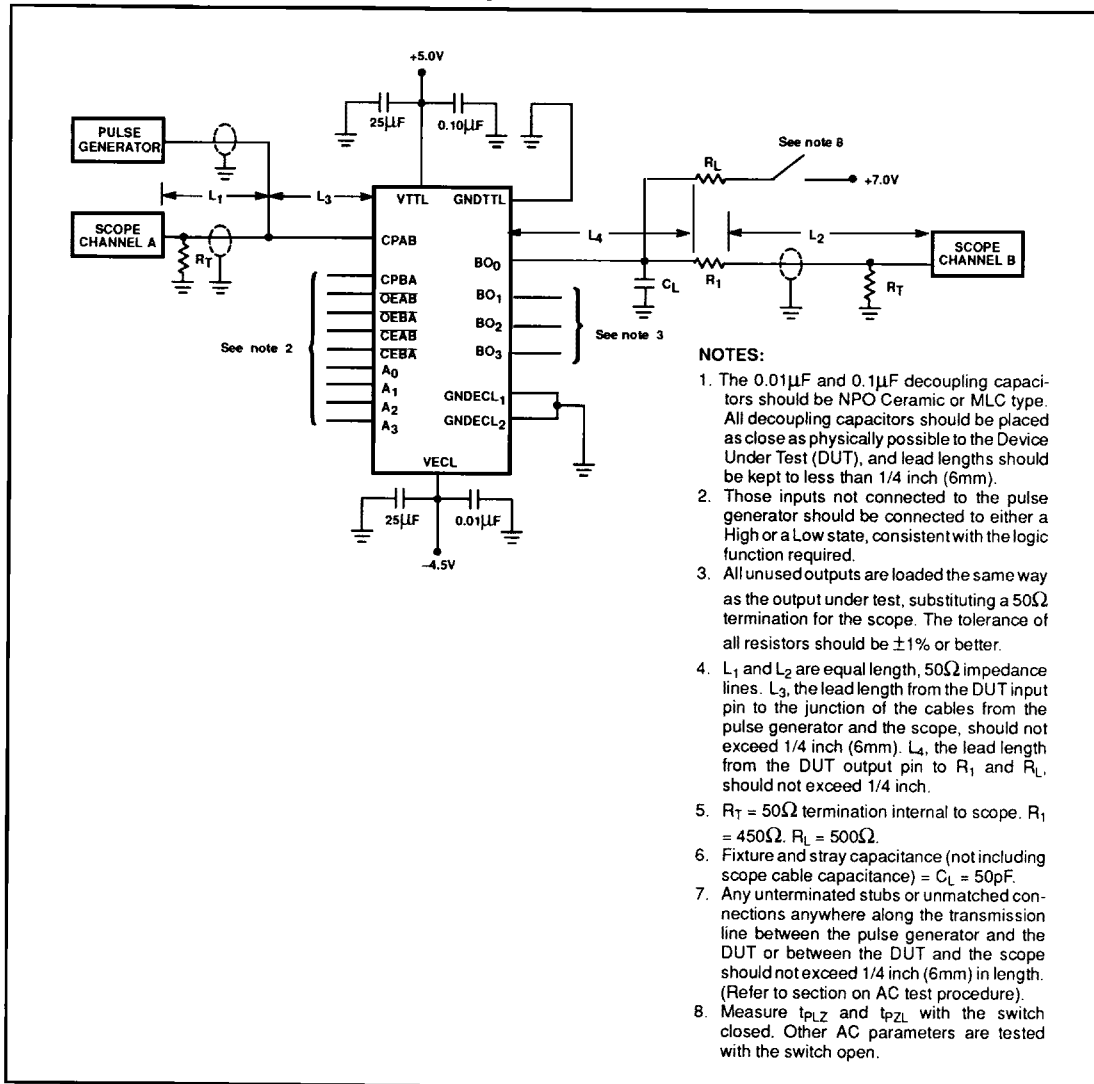 +5.0V
25µF
0.10µF
PULSE
GENERATOR
See note 8
R_L
+7.0V
L₁
L₃
VTTL
GNDTTL
SCOPE
CHANNEL A
R_T
CPAB
L₄
L₂
SCOPE
CHANNEL B
BO₀
C_L
R₁
R_T
CPBA
O̅E̅A̅B̅
O̅E̅B̅A̅
C̅E̅A̅B̅
C̅E̅B̅A̅
A₀
A₁
A₂
A₃
See note 2
BO₁
BO₂
BO₃
See note 3
GNDECL₁
GNDECL₂
VECL
25µF
0.01µF
–4.5V
NOTES:
1. The 0.01µF and 0.1µF decoupling capaci-
tors should be NPO Ceramic or MLC type.
All decoupling capacitors should be placed
as close as physically possible to the Device
Under Test (DUT), and lead lengths should
be kept to less than 1/4 inch (6mm).
2. Those inputs not connected to the pulse
generator should be connected to either a
High or a Low state, consistent with the logic
function required.
3. All unused outputs are loaded the same way
as the output under test, substituting a 50Ω
termination for the scope. The tolerance of
all resistors should be ±1% or better.
4. L₁ and L₂ are equal length, 50Ω impedance
lines. L₃, the lead length from the DUT input
pin to the junction of the cables from the
pulse generator and the scope, should not
exceed 1/4 inch (6mm). L₄, the lead length
from the DUT output pin to R₁ and R_L,
should not exceed 1/4 inch.
5. R_T = 50Ω termination internal to scope. R₁
= 450Ω. R_L = 500Ω.
6. Fixture and stray capacitance (not including
scope cable capacitance) = C_L = 50pF.
7. Any unterminated stubs or unmatched con-
nections anywhere along the transmission
line between the pulse generator and the
DUT or between the DUT and the scope
should not exceed 1/4 inch (6mm) in length.
(Refer to section on AC test procedure).
8. Measure t_PLZ and t_PZL with the switch
closed. Other AC parameters are tested
with the switch open.